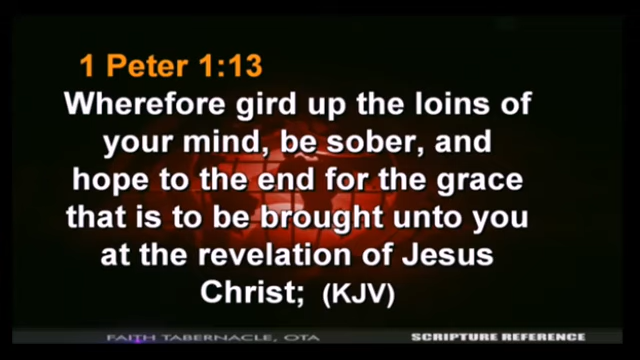 1 Peter 1:13
Wherefore gird up the loins of
your mind, be sober, and
hope to the end for the grace
that is to be brought unto you
at the revelation of Jesus
Christ; (KJV)
FAITH TABERNACLE, OTA
SCRIPTURE REFERENCE